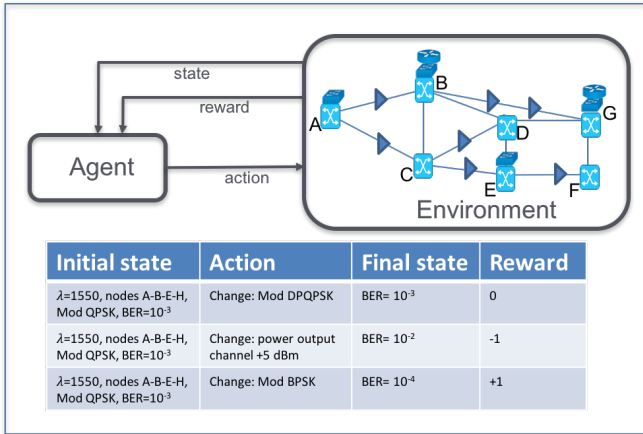 state
reward
Agent
action
A
B
C
D
E
F
G
Environment
Initial state Action Final state Reward
λ=1550, nodes A-B-E-H, Change: Mod DPQPSK BER= 10⁻³ 0
Mod QPSK, BER=10⁻³
λ=1550, nodes A-B-E-H, Change: power output BER= 10⁻² -1
Mod QPSK, BER=10⁻³ channel +5 dBm
λ=1550, nodes A-B-E-H, Change: Mod BPSK BER= 10⁻⁴ +1
Mod QPSK, BER=10⁻³